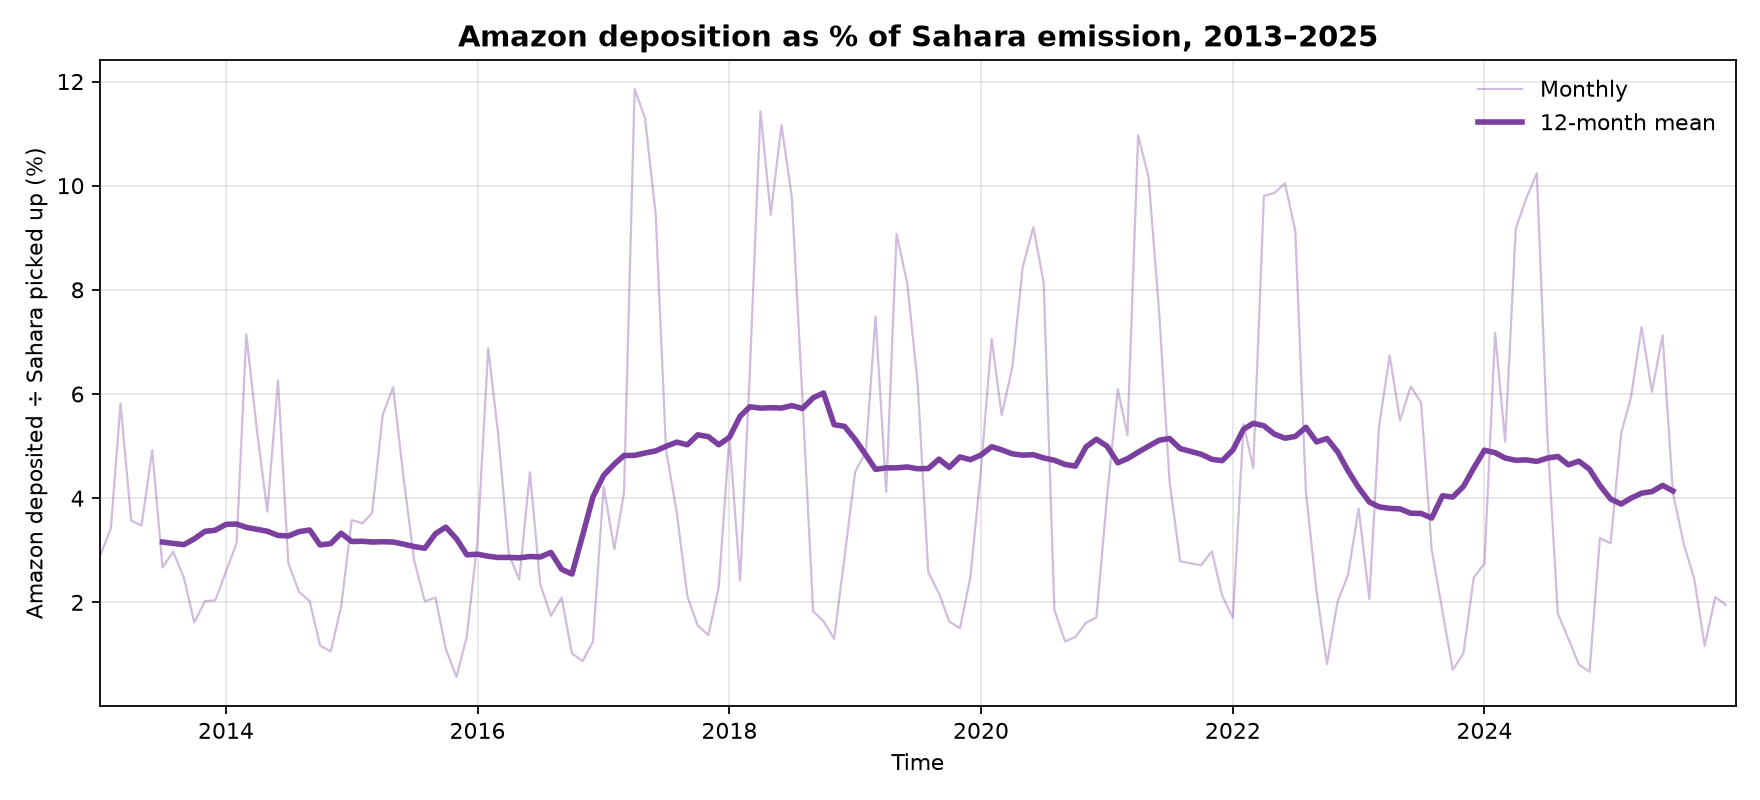 Amazon deposition as % of Sahara emission, 2013–2025
Amazon deposited ÷ Sahara picked up (%)
12
10
8
6
4
2
Monthly
12-month mean
2014
2016
2018
2020
2022
2024
Time